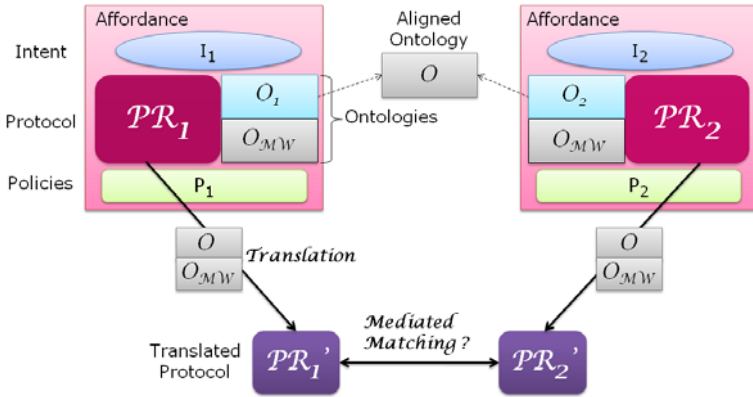 Affordance
Aligned
Ontology
Affordance
Intent
I1
O
I2
Protocol
PR1
O1
OMW
Ontologies
O2
OMW
PR2
Policies
P1
P2
O
OMW
Translation
O
OMW
Mediated
Matching ?
Translated
Protocol
PR1’
PR2’